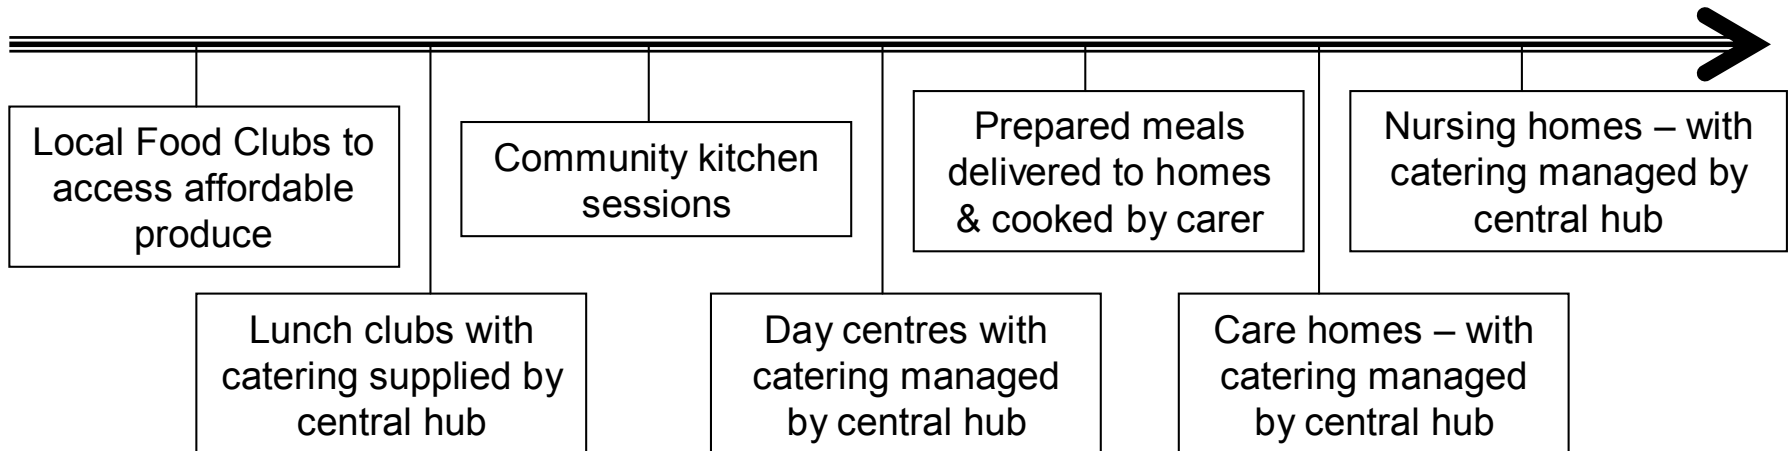 Local Food Clubs to
access affordable
produce
Lunch clubs with
catering supplied by
central hub
Community kitchen
sessions
Day centres with
catering managed
by central hub
Prepared meals
delivered to homes
& cooked by carer
Care homes – with
catering managed
by central hub
Nursing homes – with
catering managed by
central hub